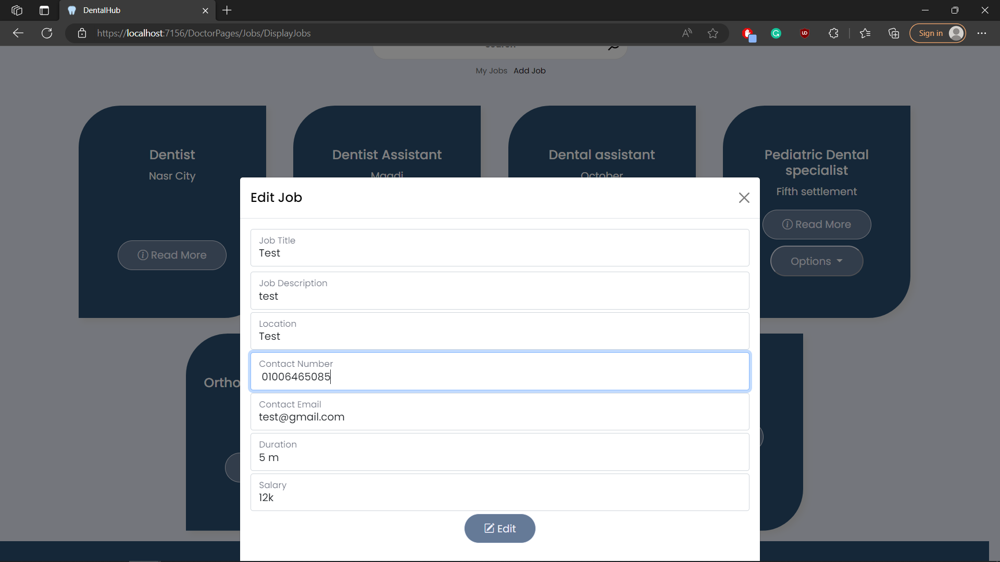 DentalHub
https://localhost:7156/DoctorPages/Jobs/DisplayJobs
Sign in
My Jobs Add Job
Dentist
Nasr City
Read More
Dentist Assistant
Maadi
Dental assistant
October
Pediatric Dental
specialist
Fifth settlement
Read More
Options
Ortho
Edit Job
Job Title
Test
Job Description
test
Location
Test
Contact Number
01006465085
Contact Email
test@gmail.com
Duration
5 m
Salary
12k
Edit